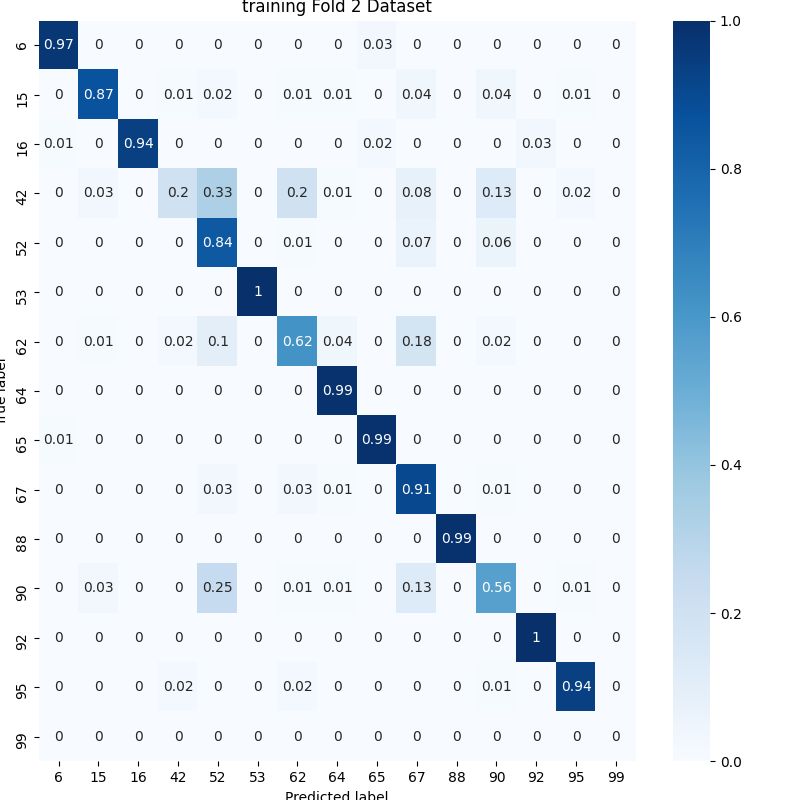 training Fold 2 Dataset
6 0.97 0 0 0 0 0 0 0 0.03 0 0 0 0 0 0
15 0 0.87 0 0.01 0.02 0 0.01 0.01 0 0.04 0 0.04 0 0.01 0
16 0.01 0 0.94 0 0 0 0 0 0.02 0 0 0 0.03 0 0
42 0 0.03 0 0.2 0.33 0 0.2 0.01 0 0.08 0 0.13 0 0.02 0
52 0 0 0 0 0.84 0 0.01 0 0 0.07 0 0.06 0 0 0
53 0 0 0 0 0 1 0 0 0 0 0 0 0 0 0
62 0 0.01 0 0.02 0.1 0 0.62 0.04 0 0.18 0 0.02 0 0 0
64 0 0 0 0 0 0 0 0.99 0 0 0 0 0 0 0
65 0.01 0 0 0 0 0 0 0 0.99 0 0 0 0 0 0
67 0 0 0 0 0.03 0 0.03 0.01 0 0.91 0 0.01 0 0 0
88 0 0 0 0 0 0 0 0 0 0 0.99 0 0 0 0
90 0 0.03 0 0 0.25 0 0.01 0.01 0 0.13 0 0.56 0 0.01 0
92 0 0 0 0 0 0 0 0 0 0 0 0 1 0 0
95 0 0 0 0.02 0 0 0.02 0 0 0 0 0.01 0 0.94 0
99 0 0 0 0 0 0 0 0 0 0 0 0 0 0 0
6 15 16 42 52 53 62 64 65 67 88 90 92 95 99
Predicted label
True label
1.0
0.8
0.6
0.4
0.2
0.0